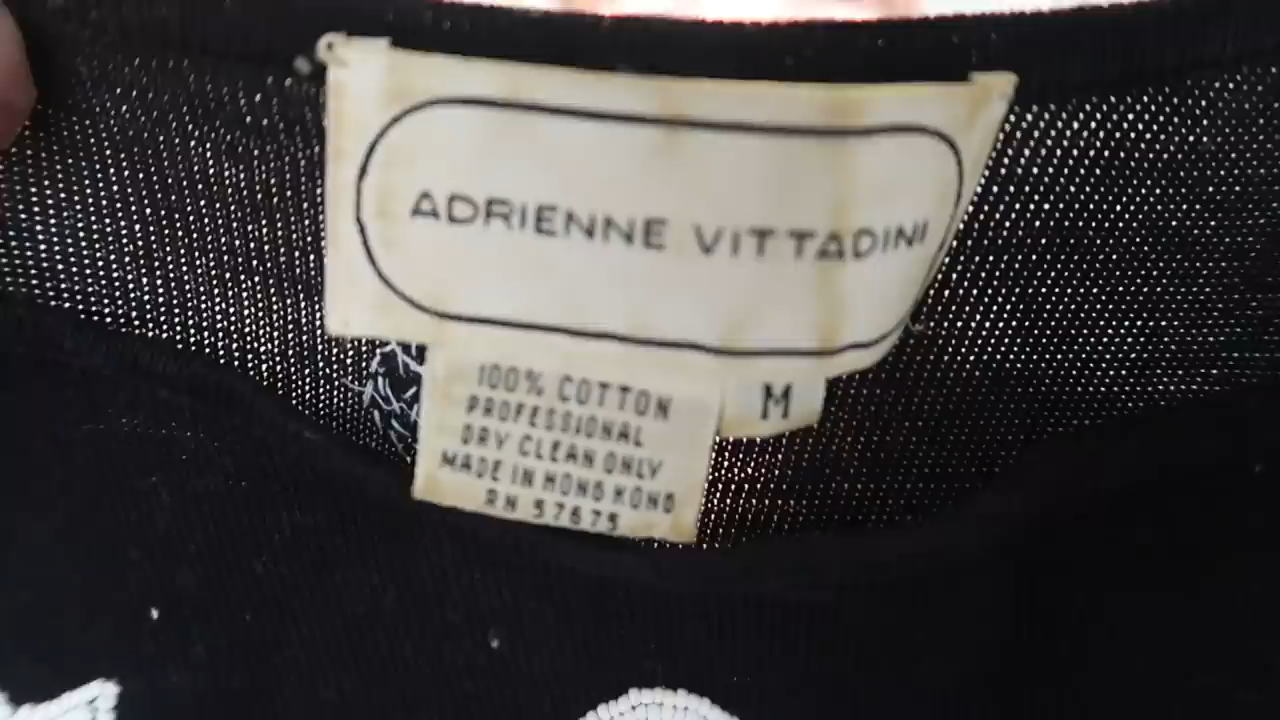 ADRIENNE VITTADINI
M
100% COTTON
PROFESSIONAL
DRY CLEAN ONLY
MADE IN HONG KONG
RN 57675